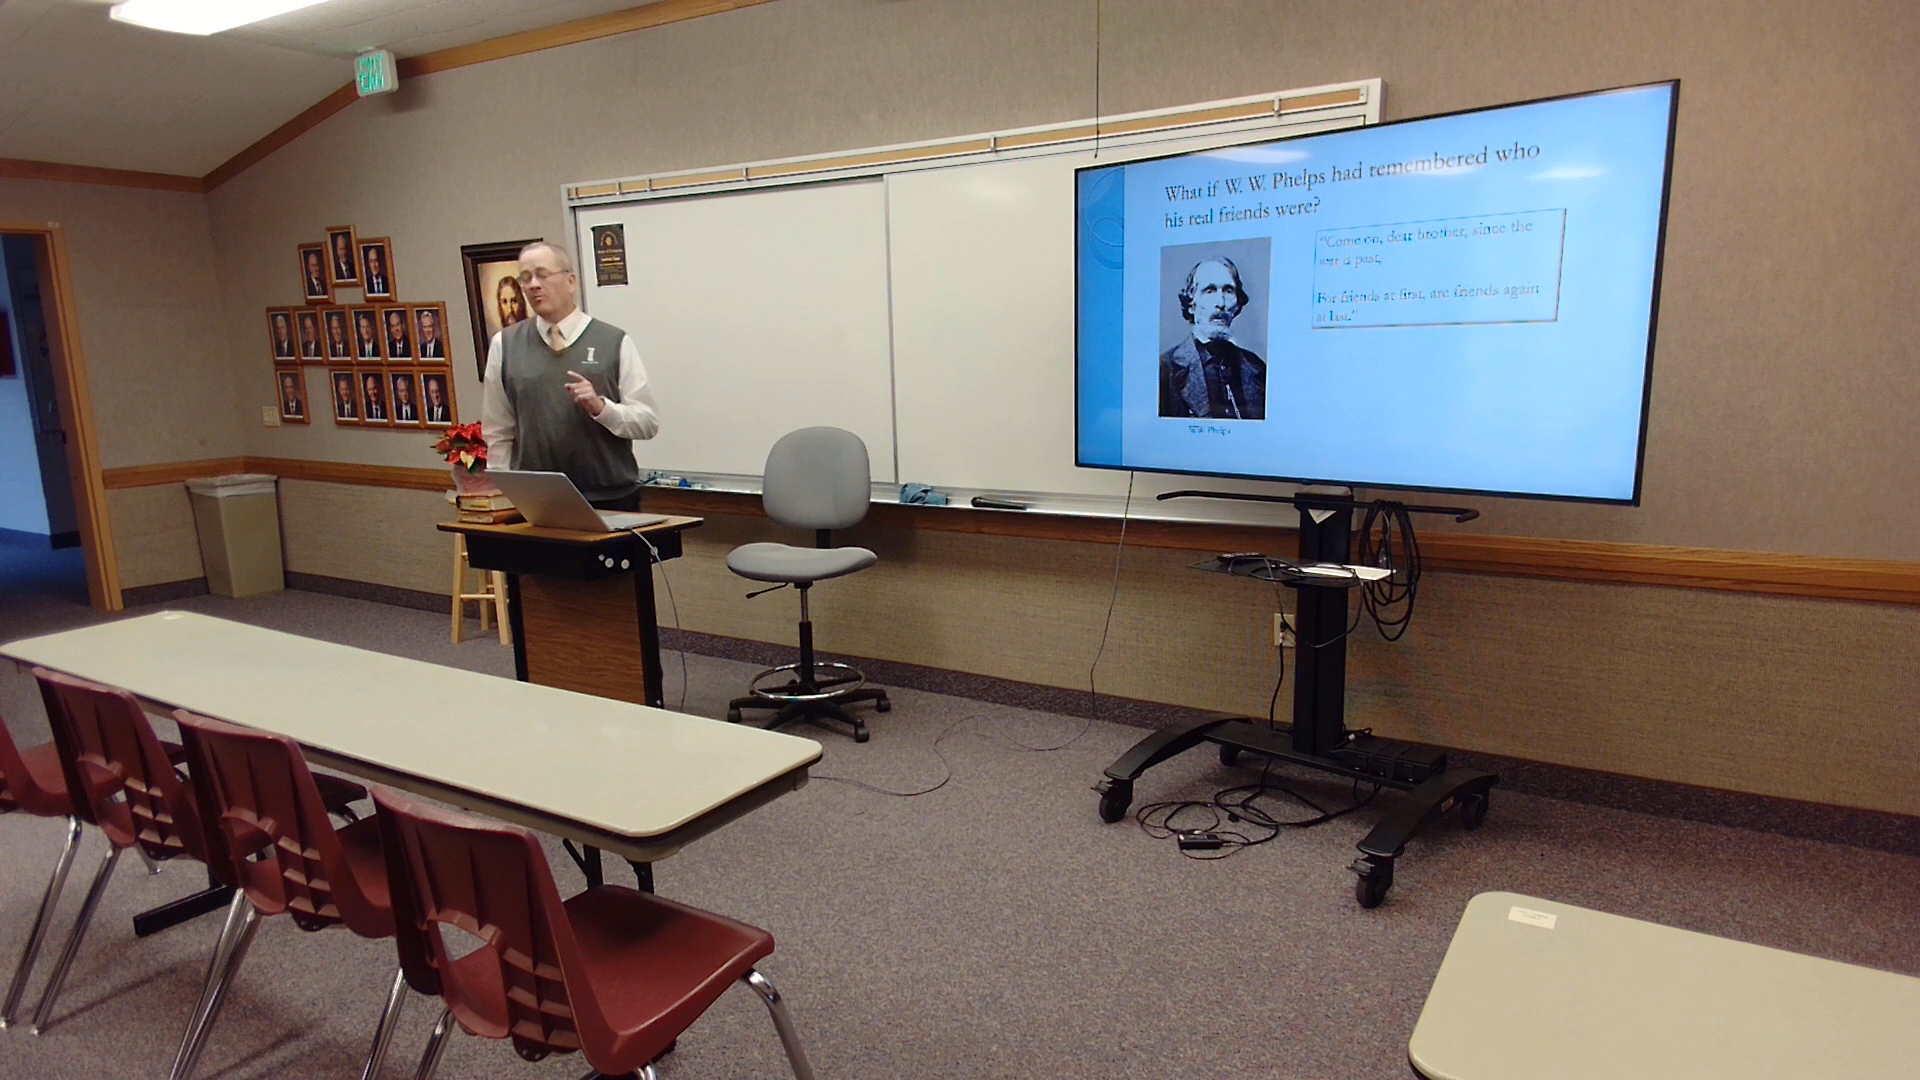 EXIT
What if W. W. Phelps had remembered who
his real friends were?
"Come on, dear brother, since the
war is past,
For friends at first, are friends again
at last."
W.W. Phelps